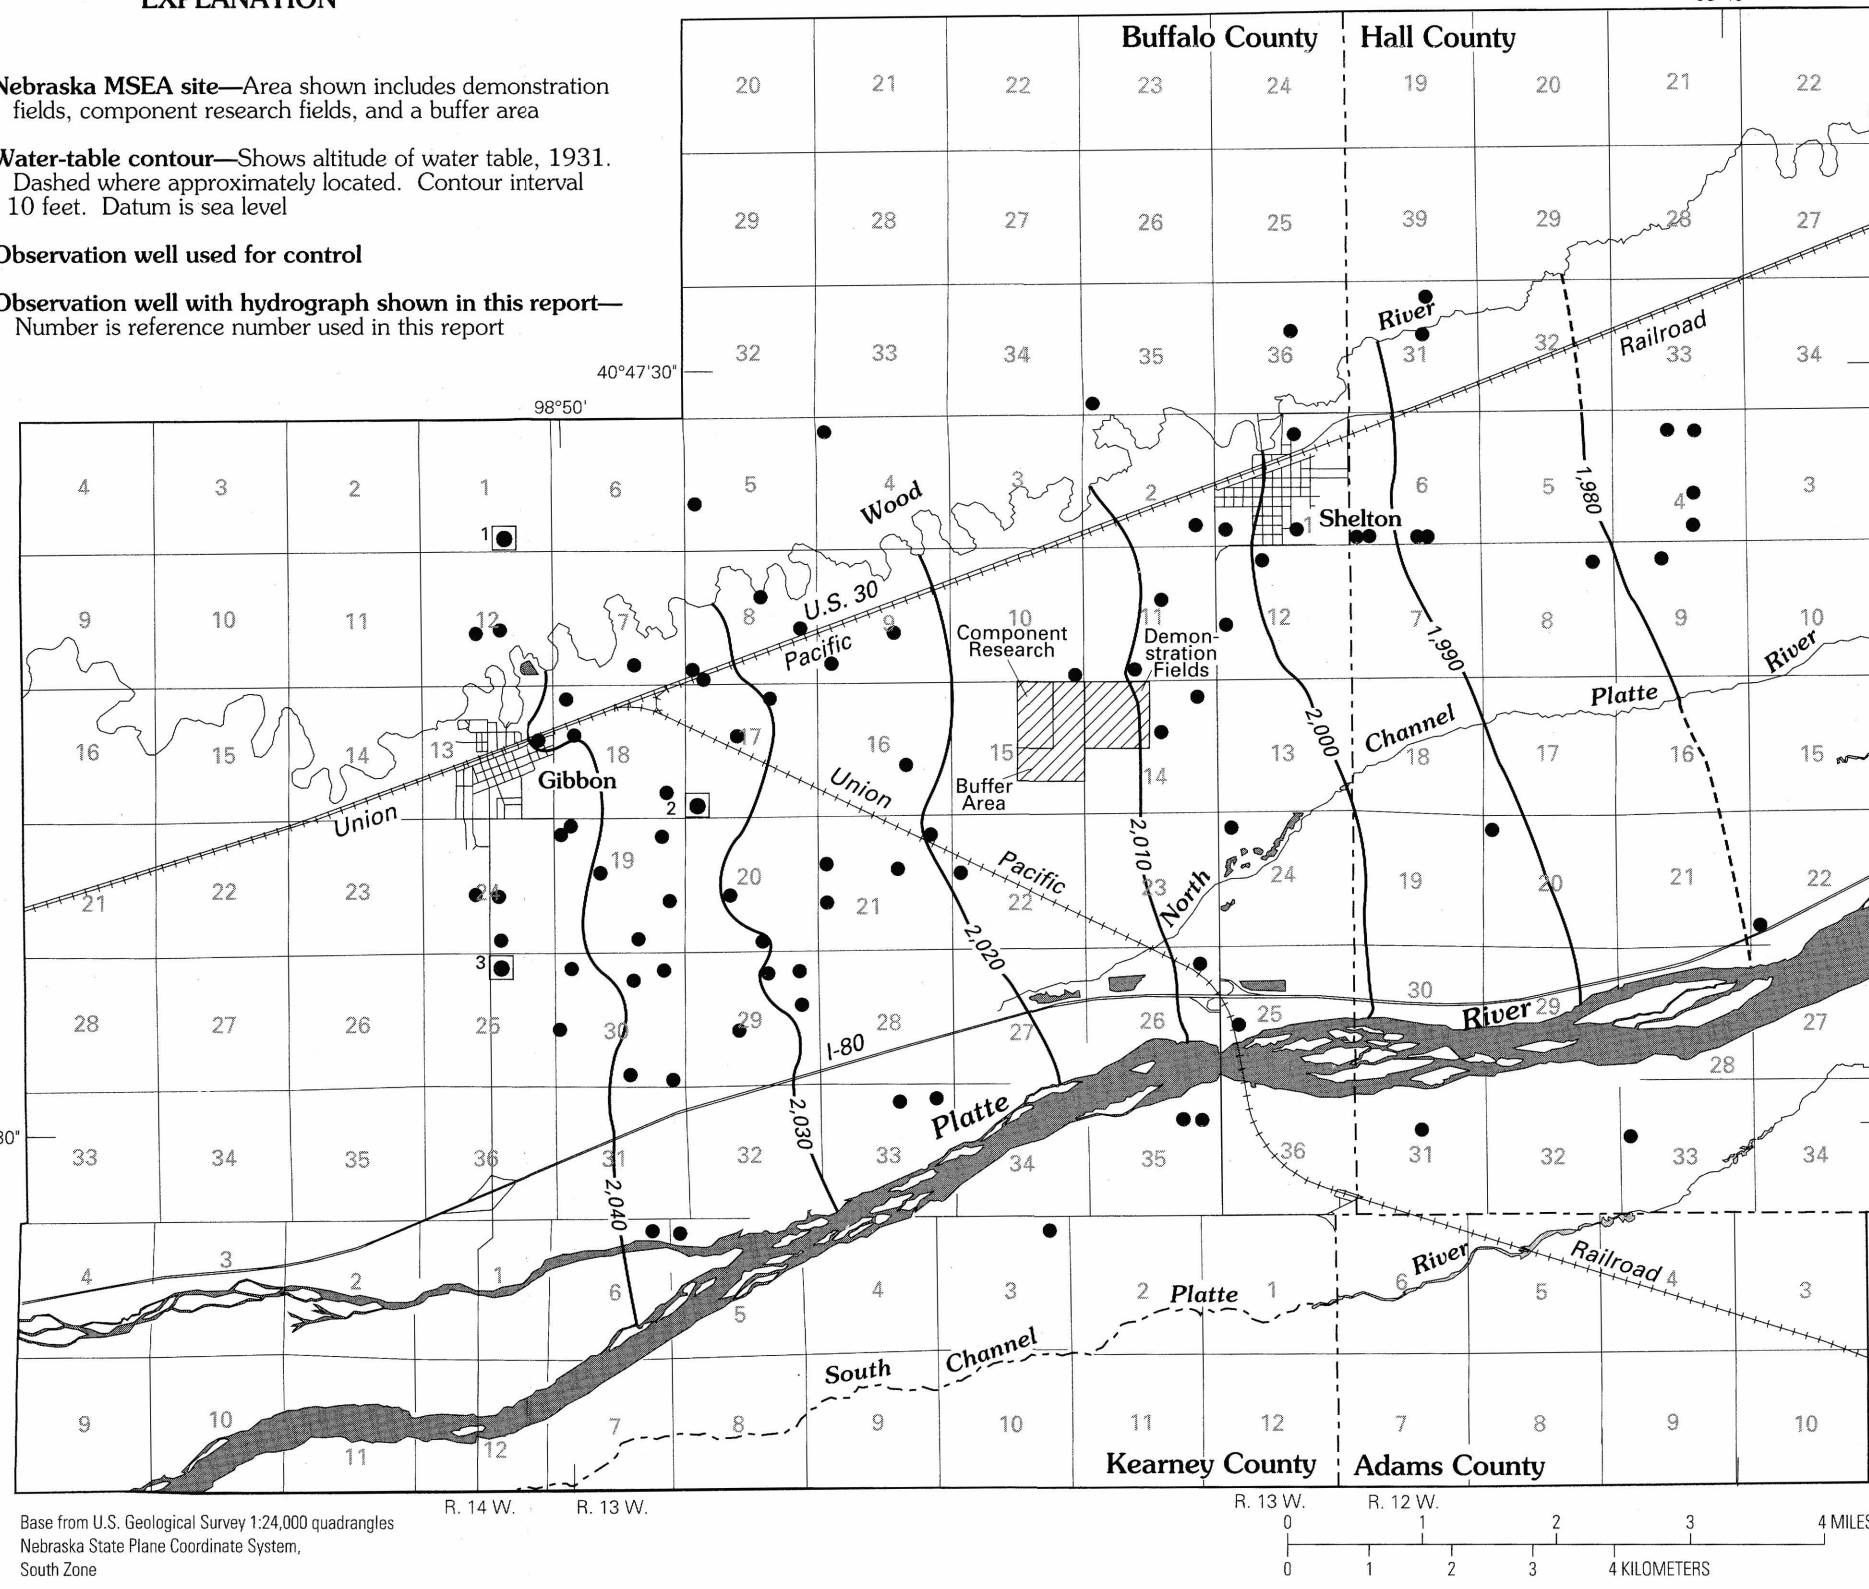 EXPLANATION
Nebraska MSEA site—Area shown includes demonstration
fields, component research fields, and a buffer area
Water-table contour—Shows altitude of water table, 1931.
Dashed where approximately located. Contour interval
10 feet. Datum is sea level
Observation well used for control
Observation well with hydrograph shown in this report—
Number is reference number used in this report
Buffalo County
Hall County
20 21 22 23 24 19 20 21 22
29 28 27 26 25 39 29 28 27
River
32 33 34 35 36 31 32 33 34
Railroad
40°47'30"
98°50'
4 3 2 1 6 5 4 3 2 1 6 5 4 3
1,980
Wood
Shelton
1
9 10 11 12 7 8 9 10 11 12 7 8 9 10
U.S. 30
Pacific
Component
Research
Demon-
stration
Fields
1,990
River
Platte
Channel
2,000
16 15 14 13 18 17 16 15 14 13 18 17 16 15
Gibbon
Union
Union
Buffer
Area
2
2,010
21 22 23 24 19 20 21 22 23 24 19 20 21 22
Pacific
North
2,020
3
28 27 26 25 30 29 28 27 26 25 30 29 28 27
I-80
River
Platte
2,030
30"
33 34 35 36 31 32 33 34 35 36 31 32 33 34
2,040
4 3 2 1 6 5 4 3 2 1 6 5 4 3
River
Railroad
Platte
Channel
South
9 10 11 12 7 8 9 10 11 12 7 8 9 10
Kearney County
Adams County
R. 14 W.
R. 13 W.
R. 13 W.
R. 12 W.
Base from U.S. Geological Survey 1:24,000 quadrangles
Nebraska State Plane Coordinate System,
South Zone
0 1 2 3 4 MILES
0 1 2 3 4 KILOMETERS